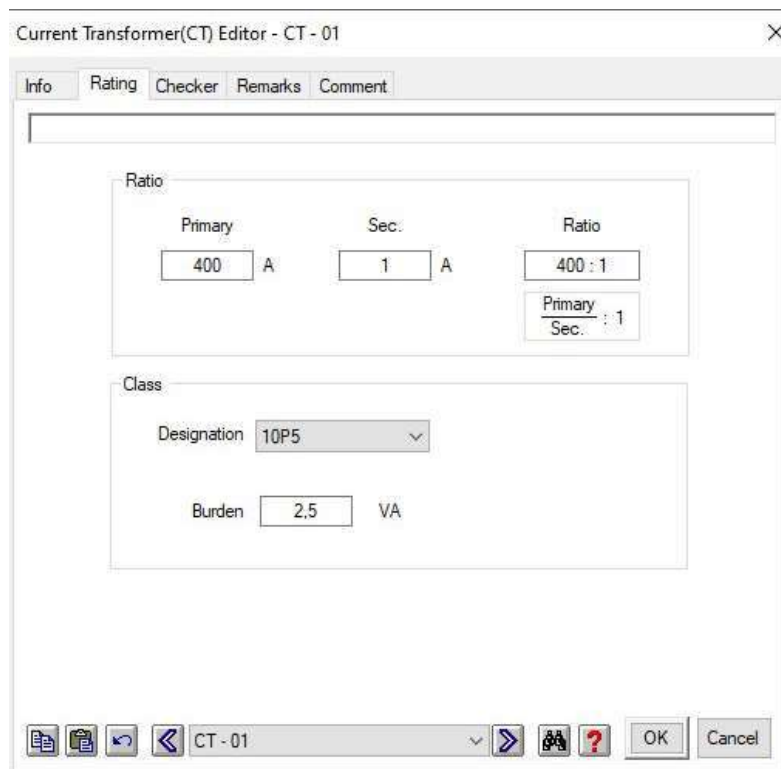 Current Transformer(CT) Editor - CT - 01
Info Rating Checker Remarks Comment
Ratio
Primary Sec. Ratio
400 A 1 A 400 : 1
Primary
Sec. : 1
Class
Designation 10P5
Burden 2,5 VA
CT - 01 OK Cancel